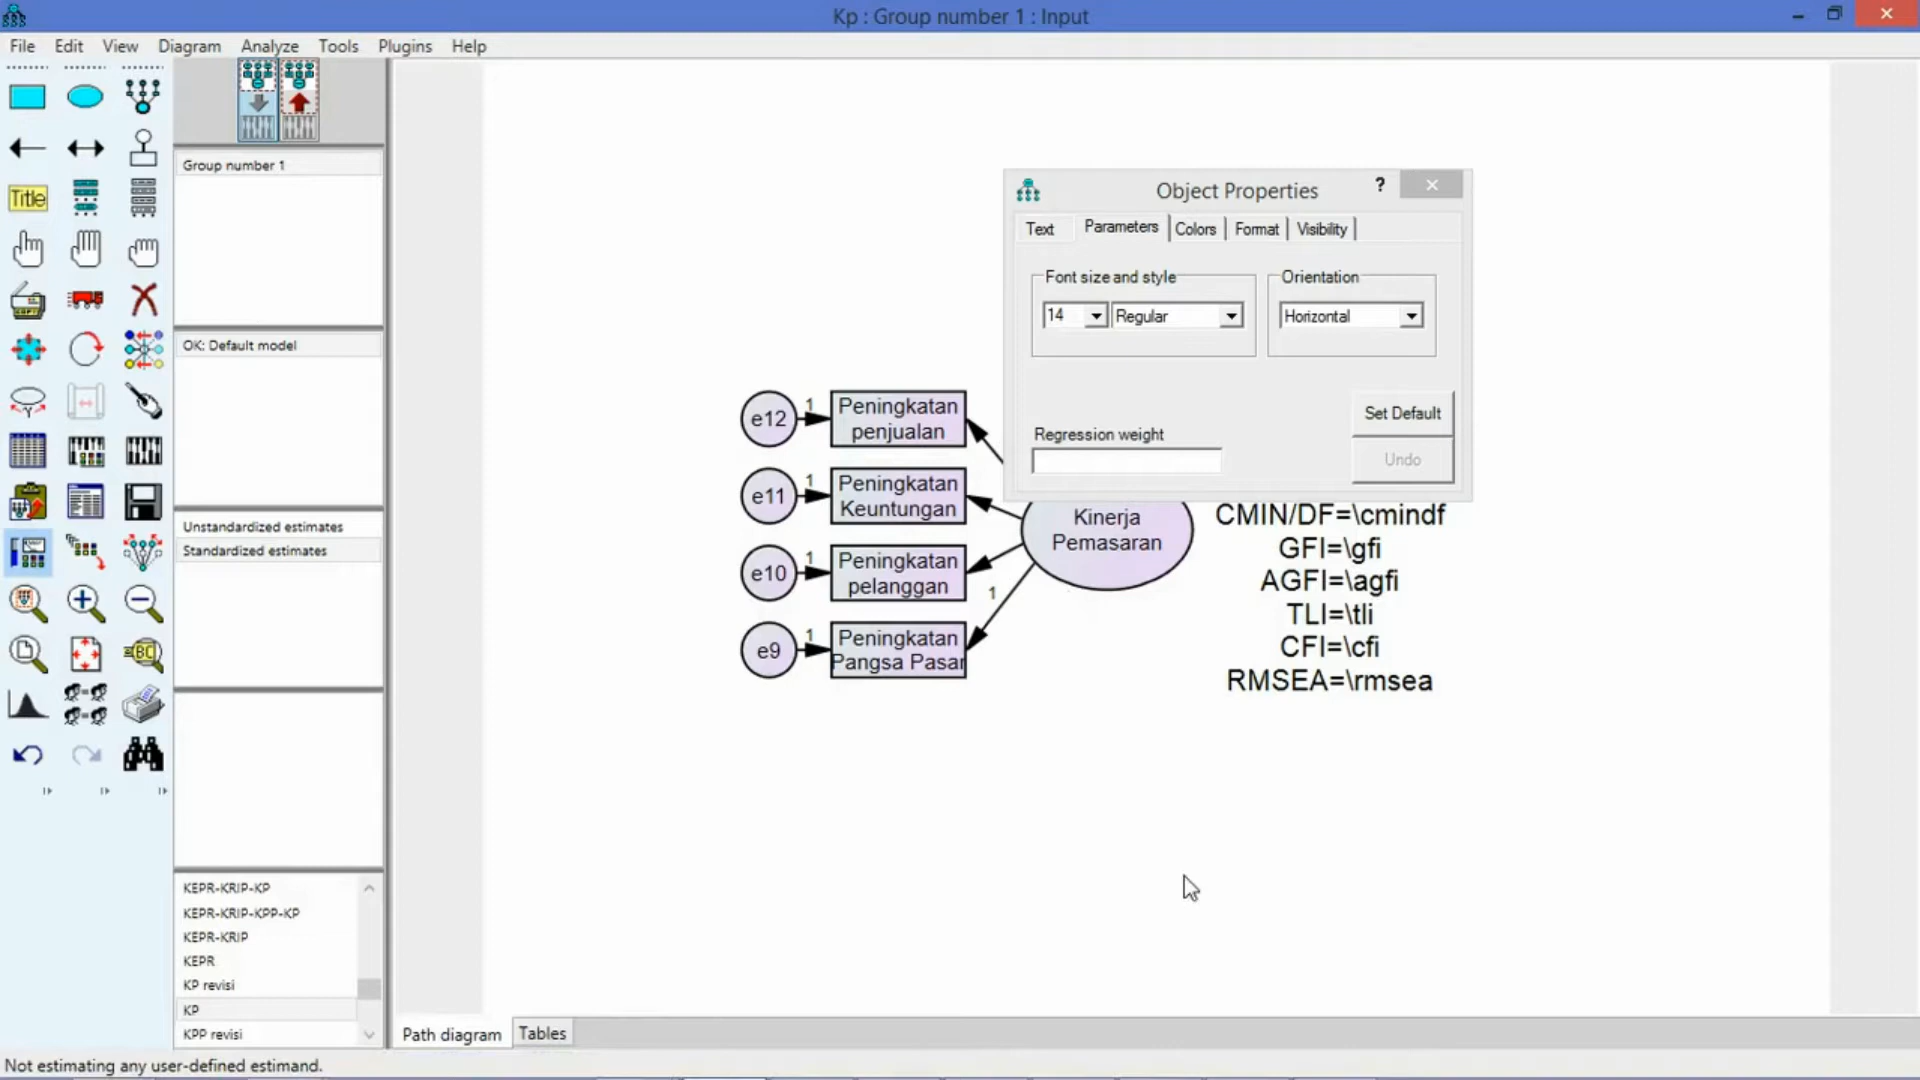 Kp : Group number 1 : Input
File Edit View Diagram Analyze Tools Plugins Help
Title
Group number 1
OK: Default model
Unstandardized estimates
Standardized estimates
KEPR-KRIP-KP
KEPR-KRIP-KPP-KP
KEPR-KRIP
KEPR
KP revisi
KP
KPP revisi
Object Properties
?
Text Parameters Colors Format Visibility
Font size and style
14 Regular
Orientation
Horizontal
Set Default
Regression weight
Undo
e12 1 Peningkatan
penjualan
e11 1 Peningkatan
Keuntungan
e10 1 Peningkatan
pelanggan
e9 1 Peningkatan
Pangsa Pasar
1
Kinerja
Pemasaran
CMIN/DF=\cmindf
GFI=\gfi
AGFI=\agfi
TLI=\tli
CFI=\cfi
RMSEA=\rmsea
Path diagram Tables
Not estimating any user-defined estimand.